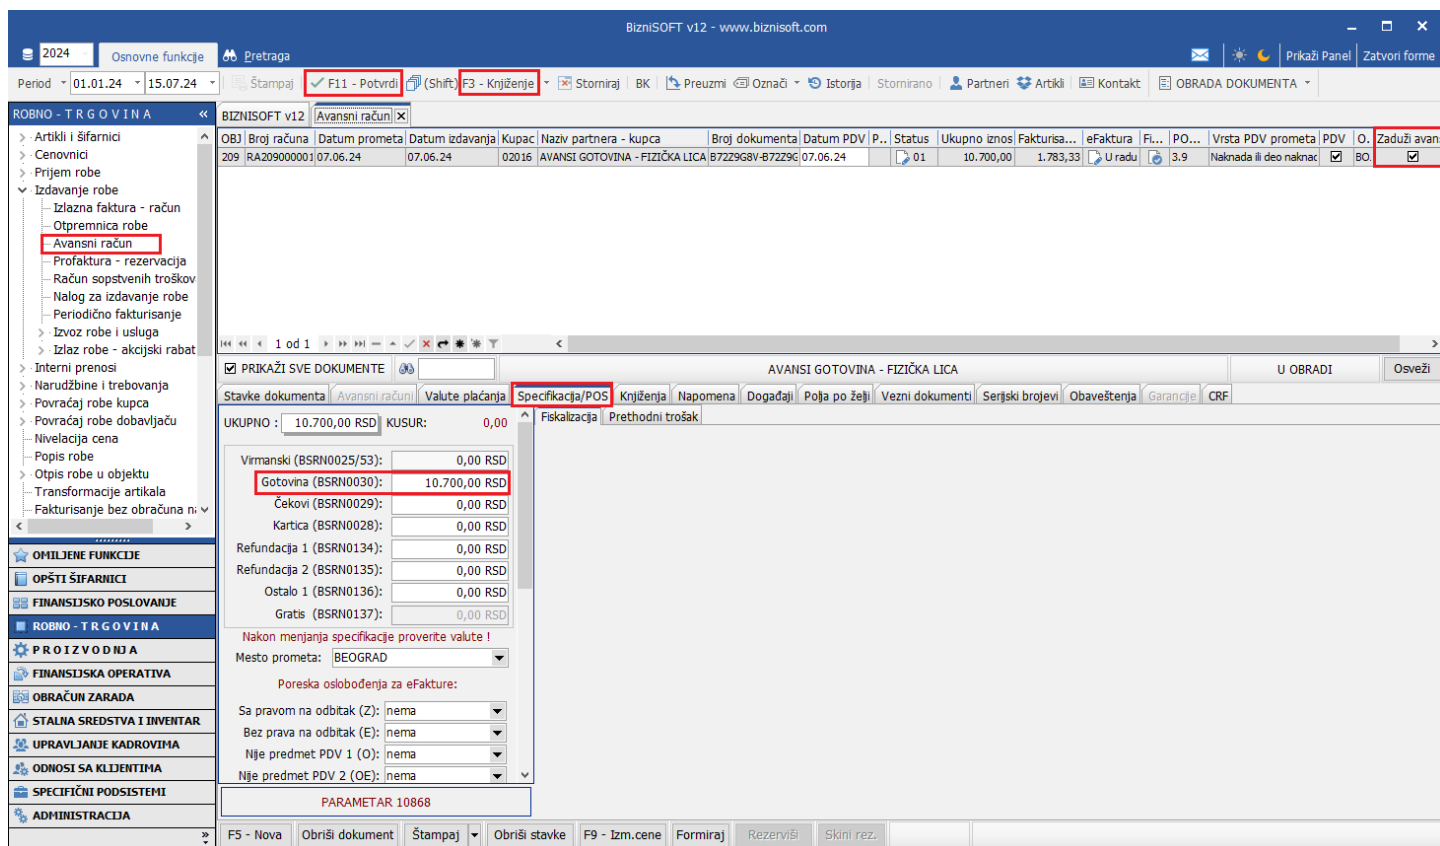 BizniSOFT v12 - www.biznisoft.com
2024 Osnovne funkcije Pretraga Prikaži Panel Zatvori forme
Period 01.01.24 15.07.24 Štampaj F11 - Potvrdi (Shift) F3 - Knjiženje Storniraj BK Preuzmi Označi Istorija Stornirano Partneri Artikli Kontakt OBRADA DOKUMENTA
ROBNO - T R G O V I N A «
Artikli i šifarnici
Cenovnici
Prijem robe
Izdavanje robe
Izlazna faktura - račun
Otpremnica robe
Avansni račun
Profaktura - rezervacija
Račun sopstvenih troškov
Nalog za izdavanje robe
Periodično fakturisanje
Izvoz robe i usluga
Izlaz robe - akcijski rabat
Interni prenosi
Narudžbine i trebovanja
Povraćaj robe kupca
Povraćaj robe dobavljaču
Nivelacija cena
Popis robe
Otpis robe u objektu
Transformacije artikala
Fakturisanje bez obračuna na
OMILJENE FUNKCIJE
OPŠTI ŠIFARNICI
FINANSIJSKO POSLOVANJE
ROBNO - T R G O V I N A
P R O I Z V O D NJ A
FINANSIJSKA OPERATIVA
OBRAČUN ZARADA
STALNA SREDSTVA I INVENTAR
UPRAVLJANJE KADROVIMA
ODNOSI SA KLIJENTIMA
SPECIFIČNI PODSISTEMI
ADMINISTRACIJA
BIZNISOFT v12 Avansni račun
OBJ Broj računa Datum prometa Datum izdavanja Kupac Naziv partnera - kupca Broj dokumenta Datum PDV P.. Status Ukupno iznos Fakturisa... eFaktura Fi... PO... Vrsta PDV prometa PDV O. Zaduži avans
209 RA209000001 07.06.24 07.06.24 02016 AVANSI GOTOVINA - FIZIČKA LICA B72Z9G8V-B72Z9G 07.06.24 01 10.700,00 1.783,33 U radu 3.9 Naknada ili deo naknac BO.
1 od 1
PRIKAŽI SVE DOKUMENTE AVANSI GOTOVINA - FIZIČKA LICA U OBRADI Osveži
Stavke dokumenta Avansni računi Valute plaćanja Specifikacija/POS Knjiženja Napomena Događaji Polja po želji Vezni dokumenti Serijski brojevi Obaveštenja Garancije CRF
UKUPNO : 10.700,00 RSD KUSUR: 0,00
Fiskalizacija Prethodni trošak
Virmanski (BSRN0025/53): 0,00 RSD
Gotovina (BSRN0030): 10.700,00 RSD
Čekovi (BSRN0029): 0,00 RSD
Kartica (BSRN0028): 0,00 RSD
Refundacija 1 (BSRN0134): 0,00 RSD
Refundacija 2 (BSRN0135): 0,00 RSD
Ostalo 1 (BSRN0136): 0,00 RSD
Gratis (BSRN0137): 0,00 RSD
Nakon menjanja specifikacije proverite valute !
Mesto prometa: BEOGRAD
Poreska oslobođenja za eFakture:
Sa pravom na odbitak (Z): nema
Bez prava na odbitak (E): nema
Nije predmet PDV 1 (O): nema
Nije predmet PDV 2 (OE): nema
PARAMETAR 10868
F5 - Nova Obriši dokument Štampaj Obriši stavke F9 - Izm.cene Formiraj Rezerviši Skini rez.